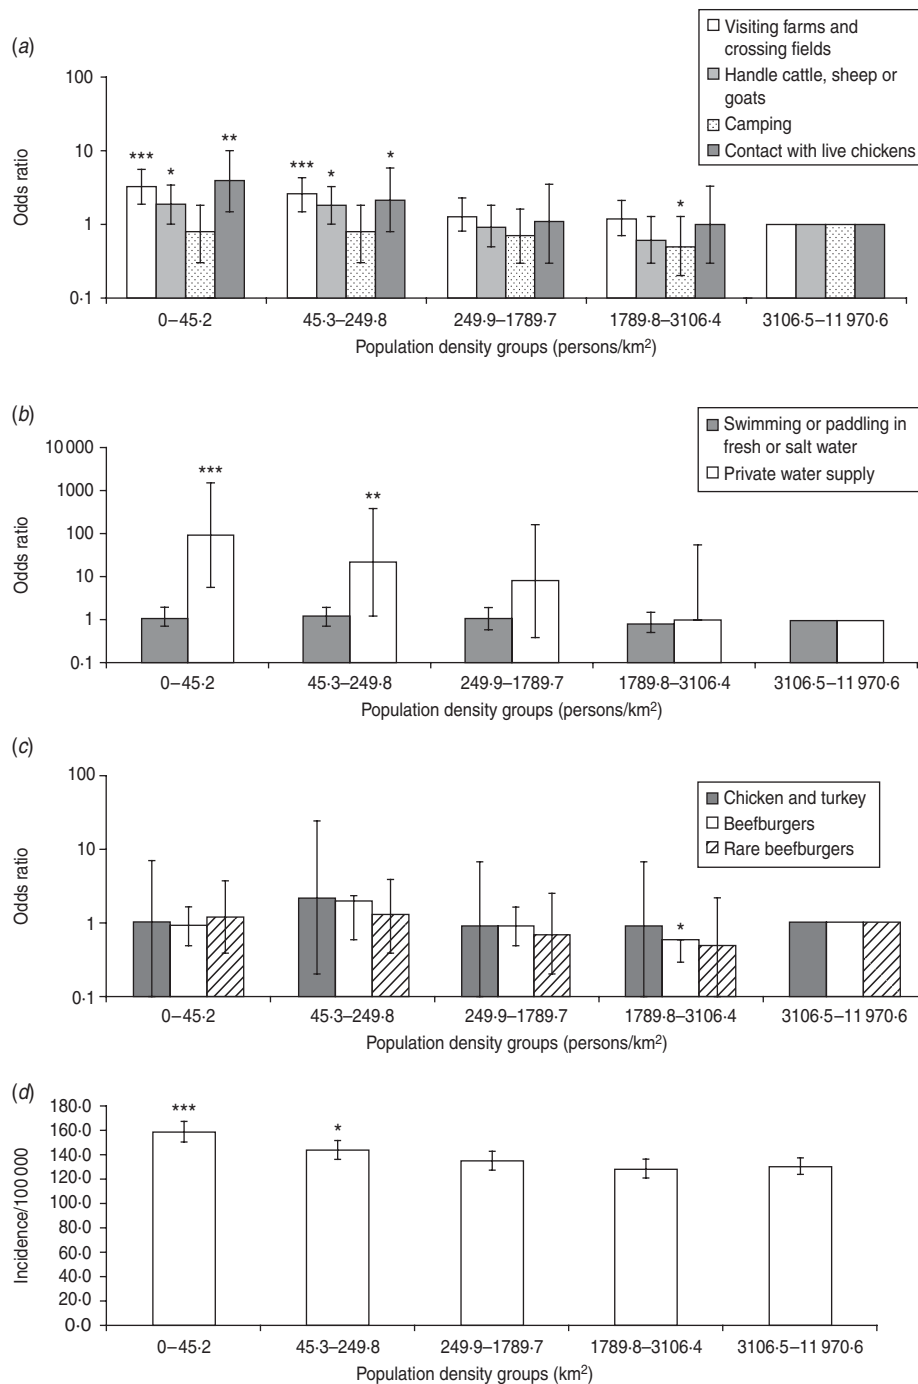 (a)
Visiting farms and
crossing fields
Handle cattle, sheep or
goats
Camping
Contact with live chickens
100
10
1
0·1
Odds ratio
***
*
**
***
*
*
*
0–45·2
45·3–249·8
249·9–1789·7
1789·8–3106·4
3106·5–11 970·6
Population density groups (persons/km²)
(b)
Swimming or paddling in
fresh or salt water
Private water supply
10 000
1000
100
10
1
0·1
Odds ratio
***
**
0–45·2
45·3–249·8
249·9–1789·7
1789·8–3106·4
3106·5–11 970·6
Population density groups (persons/km²)
(c)
Chicken and turkey
Beefburgers
Rare beefburgers
100
10
1
0·1
Odds ratio
*
0–45·2
45·3–249·8
249·9–1789·7
1789·8–3106·4
3106·5–11 970·6
Population density groups (persons/km²)
(d)
180·0
160·0
140·0
120·0
100·0
80·0
60·0
40·0
20·0
0·0
Incidence/100 000
***
*
0–45·2
45·3–249·8
249·9–1789·7
1789·8–3106·4
3106·5–11 970·6
Population density groups (km²)